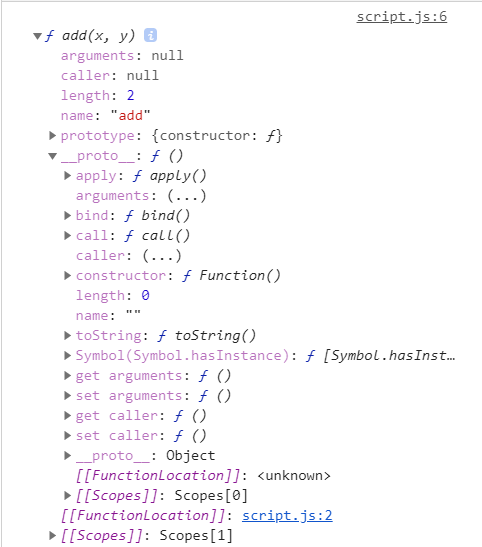 script.js:6
▼ƒ add(x, y) i
arguments: null
caller: null
length: 2
name: "add"
▶prototype: {constructor: ƒ}
▼__proto__: ƒ ()
▶apply: ƒ apply()
arguments: (...)
▶bind: ƒ bind()
▶call: ƒ call()
caller: (...)
▶constructor: ƒ Function()
length: 0
name: ""
▶toString: ƒ toString()
▶Symbol(Symbol.hasInstance): ƒ [Symbol.hasInst…
▶get arguments: ƒ ()
▶set arguments: ƒ ()
▶get caller: ƒ ()
▶set caller: ƒ ()
▶__proto__: Object
[[FunctionLocation]]: <unknown>
▶[[Scopes]]: Scopes[0]
[[FunctionLocation]]: script.js:2
▶[[Scopes]]: Scopes[1]